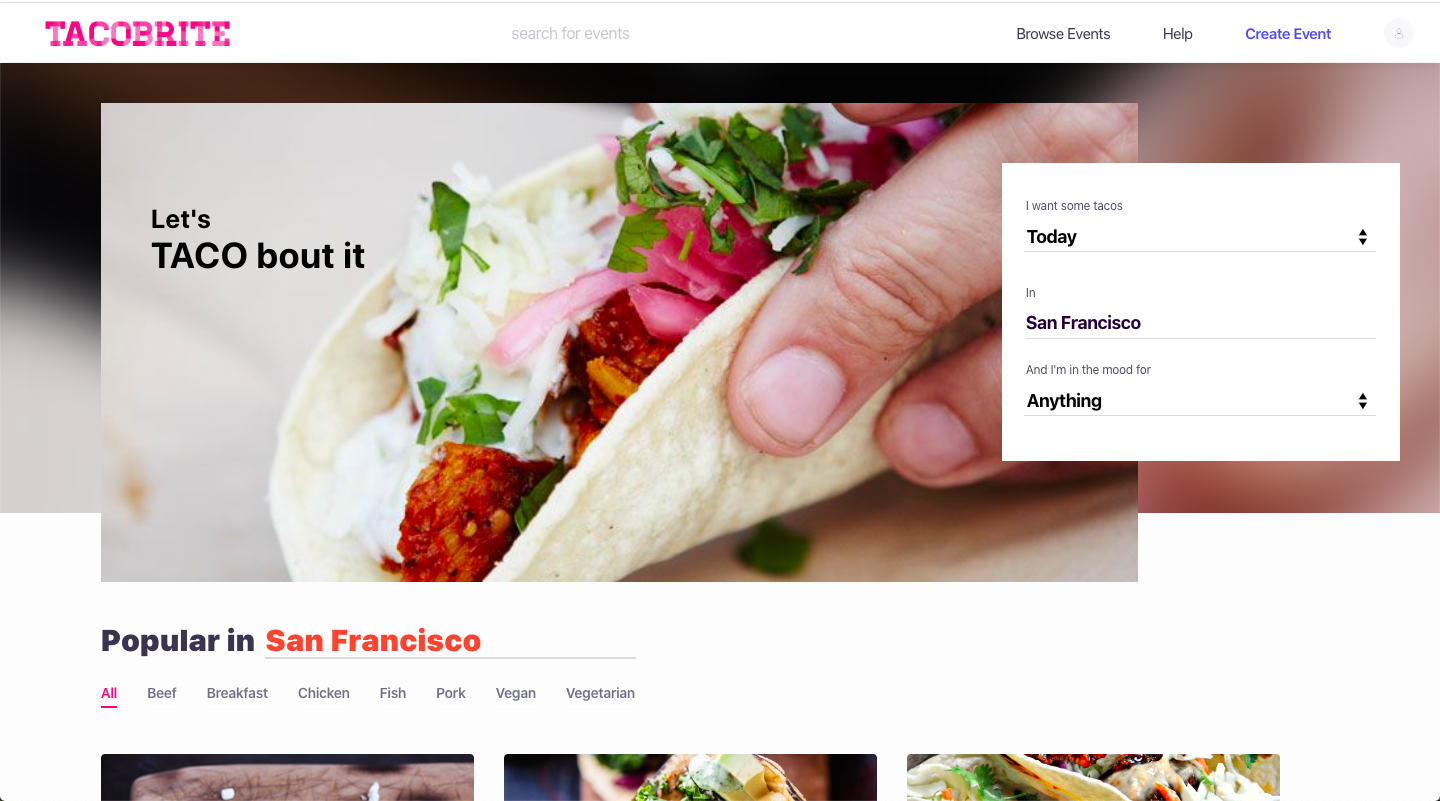 TACOBRITE
search for events
Browse Events
Help
Create Event
Let's
TACO bout it
I want some tacos
Today
In
San Francisco
And I'm in the mood for
Anything
Popular in San Francisco
All Beef Breakfast Chicken Fish Pork Vegan Vegetarian